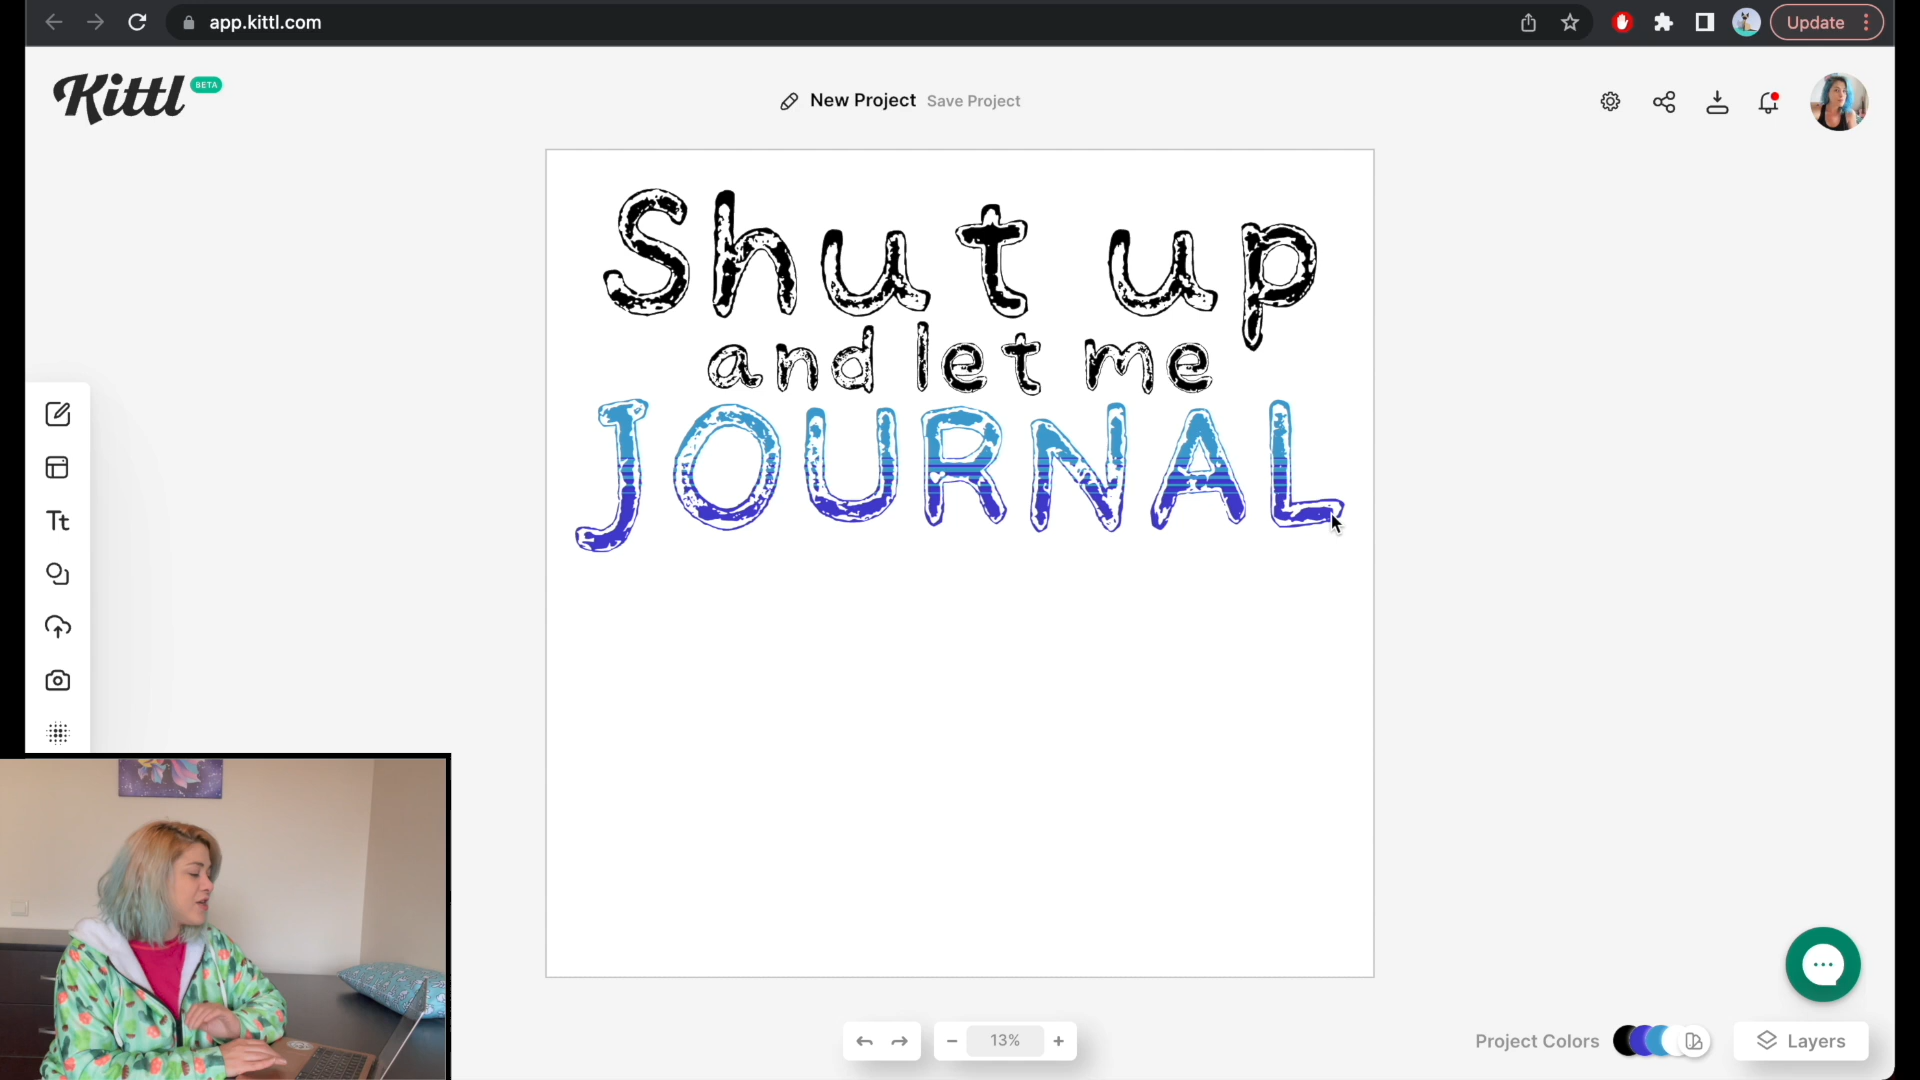 app.kittl.com
Update
Kittl BETA
New Project Save Project
Shut up
and let me
JOURNAL
Tt
13%
Project Colors
Layers